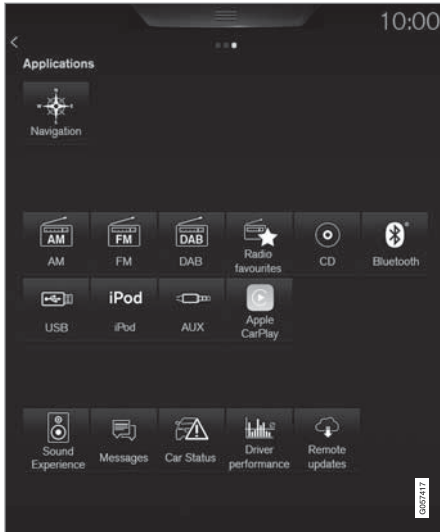 10:00
Applications
N
W E
S
Navigation
AM FM DAB
AM FM DAB Radio favourites CD Bluetooth
iPod
USB iPod AUX Apple CarPlay
Sound Experience Messages Car Status Driver performance Remote updates
G057417